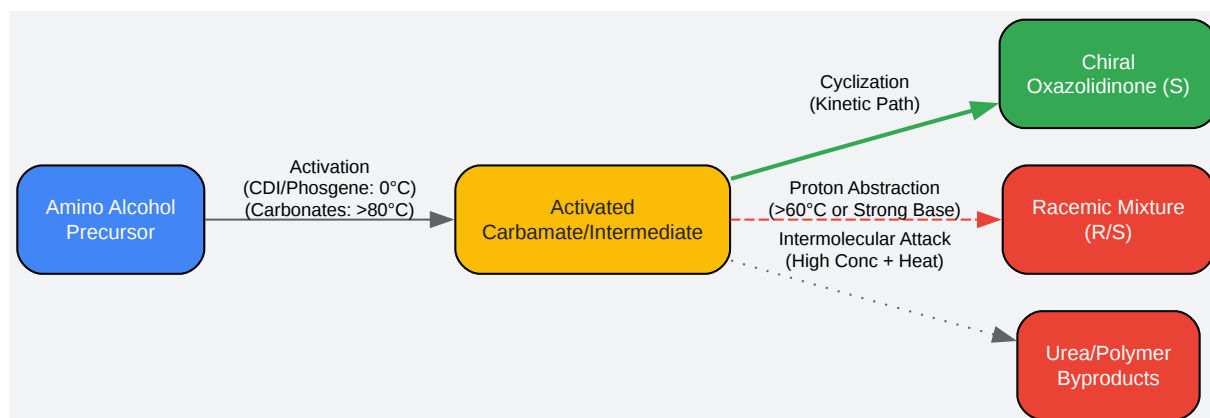 Amino Alcohol
Precursor
Activation
(CDI/Phosgene: 0°C)
(Carbonates: >80°C)
Activated
Carbamate/Intermediate
Cyclization
(Kinetic Path)
Chiral
Oxazolidinone (S)
Proton Abstraction
(>60°C or Strong Base)
Racemic Mixture
(R/S)
Intermolecular Attack
(High Conc + Heat)
Urea/Polymer
Byproducts